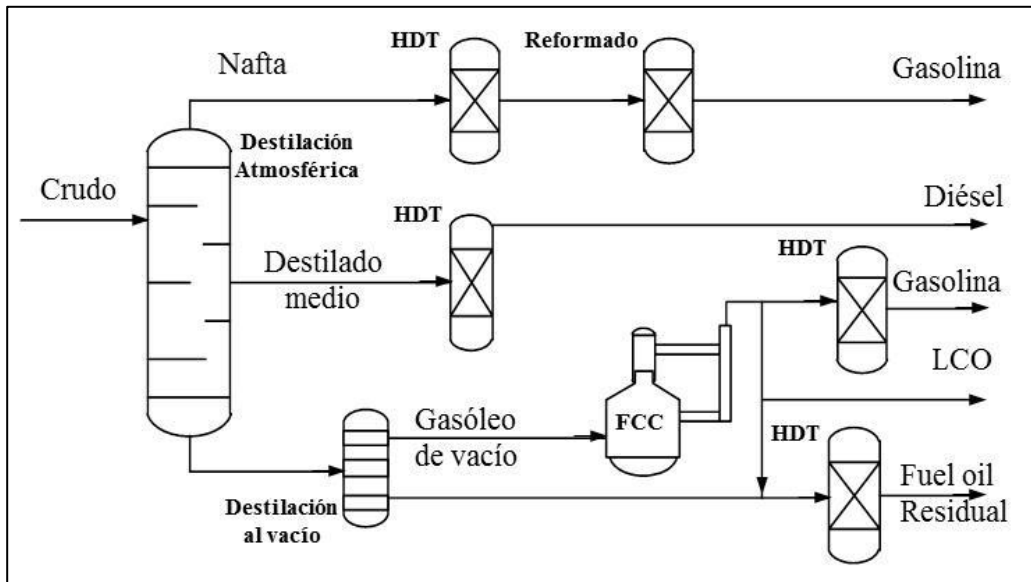 HDT
Reformado
Nafta
Gasolina
Destilación
Atmosférica
Crudo
HDT
Diésel
Destilado
medio
HDT
Gasolina
LCO
Gasóleo
de vacío
FCC
HDT
Fuel oil
Residual
Destilación
al vacío